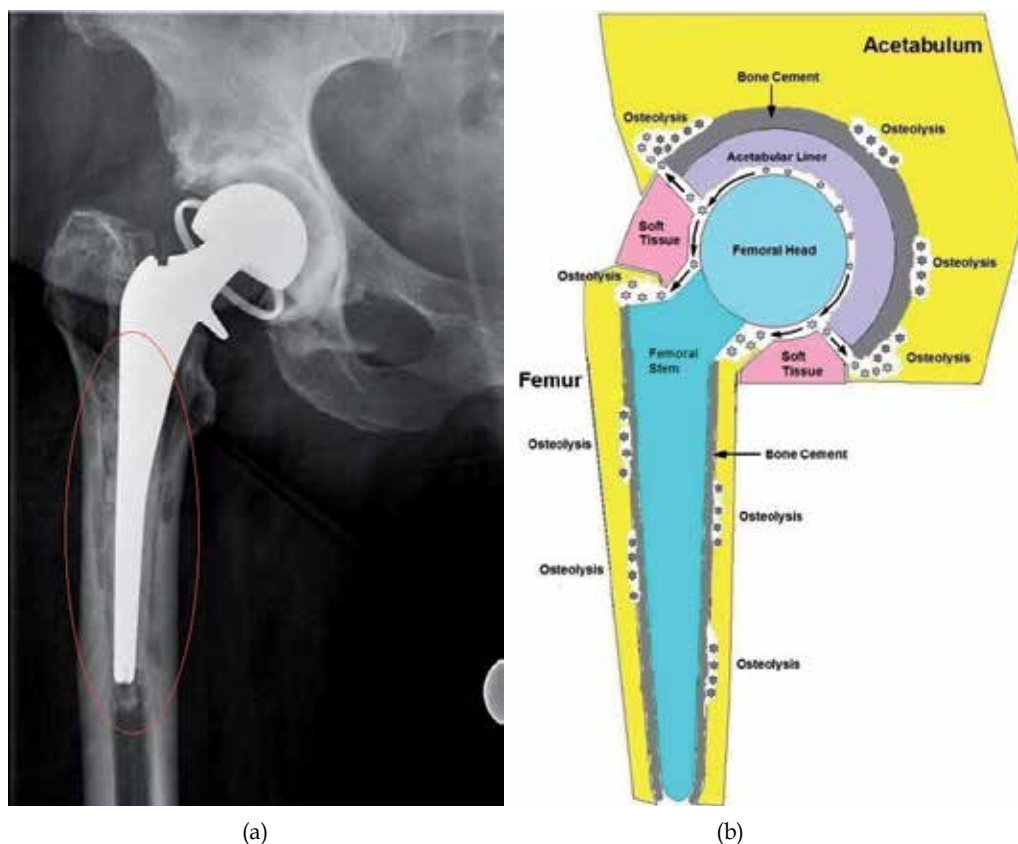 Acetabulum
Bone Cement
Osteolysis
Osteolysis
Acetabular Liner
Soft
Tissue
Femoral Head
Osteolysis
Osteolysis
Femoral
Stem
Soft
Tissue
Osteolysis
Femur
Osteolysis
Bone Cement
Osteolysis
Osteolysis
Osteolysis
(a)
(b)